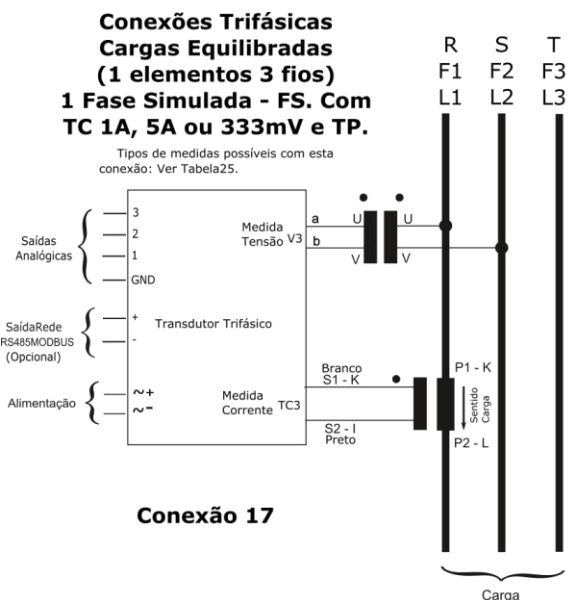 Conexões Trifásicas
Cargas Equilibradas
(1 elementos 3 fios)
1 Fase Simulada - FS. Com
TC 1A, 5A ou 333mV e TP.
Tipos de medidas possíveis com esta
conexão: Ver Tabela25.
R S T
F1 F2 F3
L1 L2 L3
Saídas
Analógicas
3
2
1
GND
Medida
Tensão V3
a
b
U U
V V
SaídaRede
RS485MODBUS
(Opcional)
+
-
Transdutor Trifásico
Alimentação
~+
~-
Medida
Corrente TC3
Branco
S1 - K
S2 - I
Preto
P1 - K
Sentido
Carga
P2 - L
Conexão 17
Carga